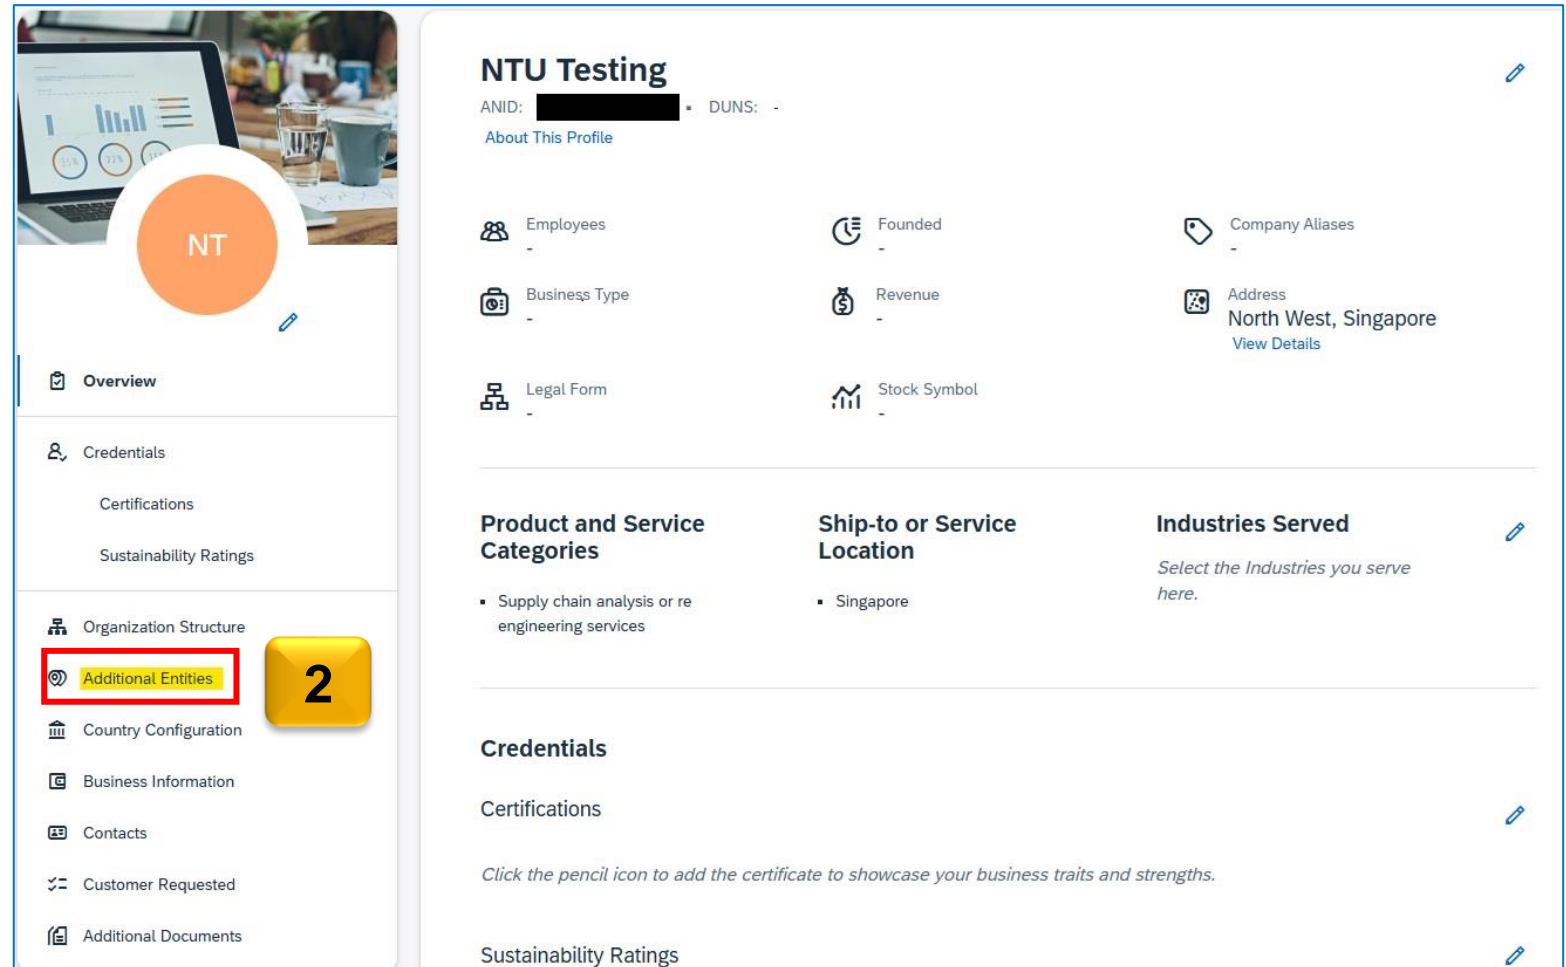 NT
Overview
Credentials
Certifications
Sustainability Ratings
Organization Structure
Additional Entities
2
Country Configuration
Business Information
Contacts
Customer Requested
Additional Documents
NTU Testing
ANID: ▪ DUNS: -
About This Profile
Employees
-
Founded
-
Company Aliases
-
Business Type
-
Revenue
-
Address
North West, Singapore
View Details
Legal Form
-
Stock Symbol
-
Product and Service
Categories
▪ Supply chain analysis or re
engineering services
Ship-to or Service
Location
▪ Singapore
Industries Served
Select the Industries you serve
here.
Credentials
Certifications
Click the pencil icon to add the certificate to showcase your business traits and strengths.
Sustainability Ratings